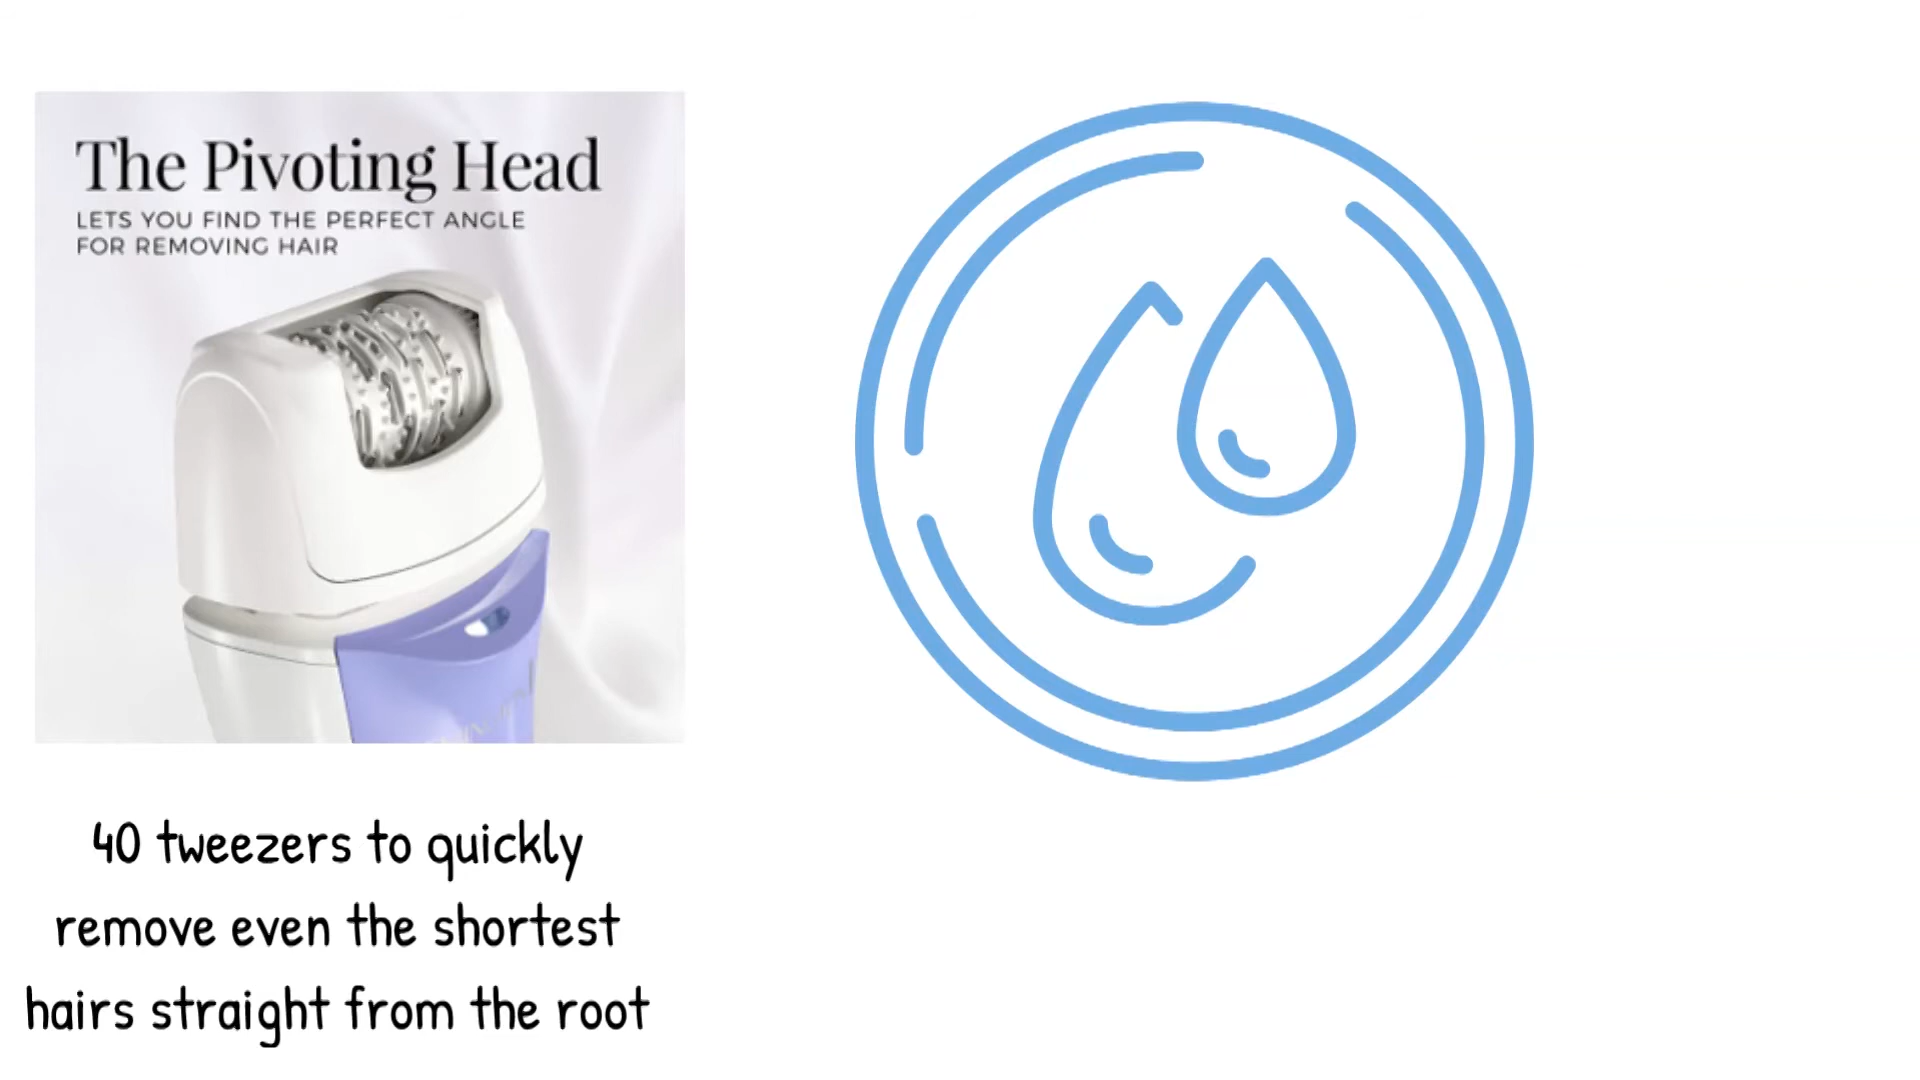 The Pivoting Head
LETS YOU FIND THE PERFECT ANGLE
FOR REMOVING HAIR
40 tweezers to quickly
remove even the shortest
hairs straight from the root